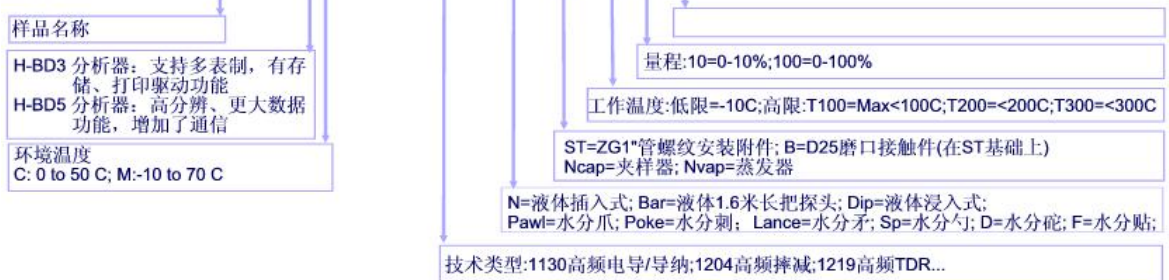 样品名称
H-BD3 分析器：支持多表制，有存
储、打印驱动功能
H-BD5 分析器：高分辨、更大数据
功能，增加了通信
环境温度
C: 0 to 50 C; M:-10 to 70 C
量程:10=0-10%;100=0-100%
工作温度:低限=-10C;高限:T100=Max<100C;T200=<200C;T300=<300C
ST=ZG1"管螺纹安装附件; B=D25磨口接触件(在ST基础上)
Ncap=夹样器; Nvap=蒸发器
N=液体插入式; Bar=液体1.6米长把探头; Dip=液体浸入式;
Pawl=水分爪; Poke=水分刺；Lance=水分矛; Sp=水分勺; D=水分砣; F=水分贴;
技术类型:1130高频电导/导纳;1204高频摔减;1219高频TDR...